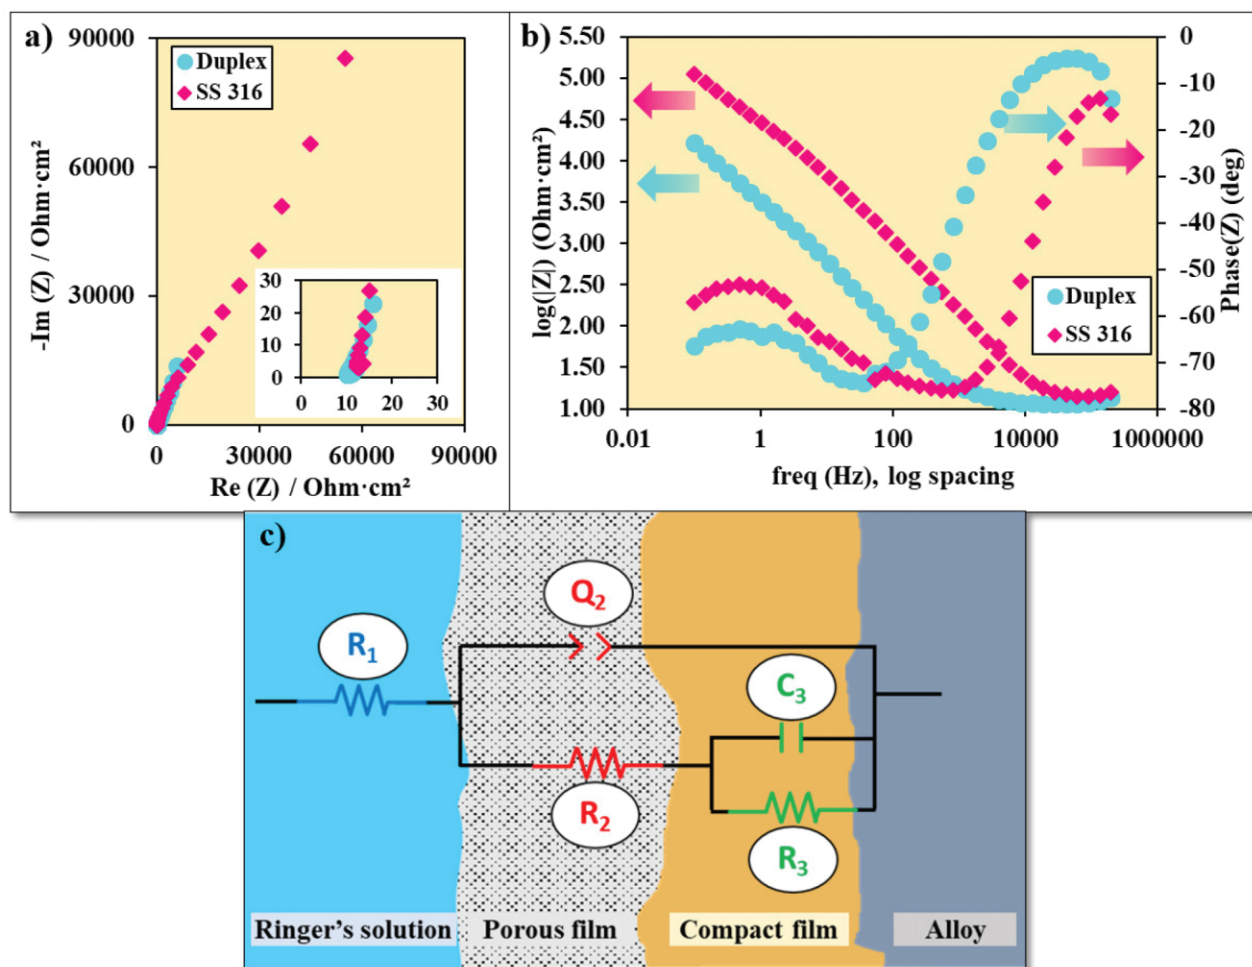 a)
90000
60000
30000
0
-Im (Z) / Ohm·cm²
Duplex
SS 316
30
20
10
0
0 10 20 30
0 30000 60000 90000
Re (Z) / Ohm·cm²
b)
5.50
5.00
4.50
4.00
3.50
3.00
2.50
2.00
1.50
1.00
log(|Z|) (Ohm·cm²)
0
-10
-20
-30
-40
-50
-60
-70
-80
Phase(Z) (deg)
Duplex
SS 316
0.01 1 100 10000 1000000
freq (Hz), log spacing
c)
Q2
R1
C3
R2
R3
Ringer's solution Porous film Compact film Alloy